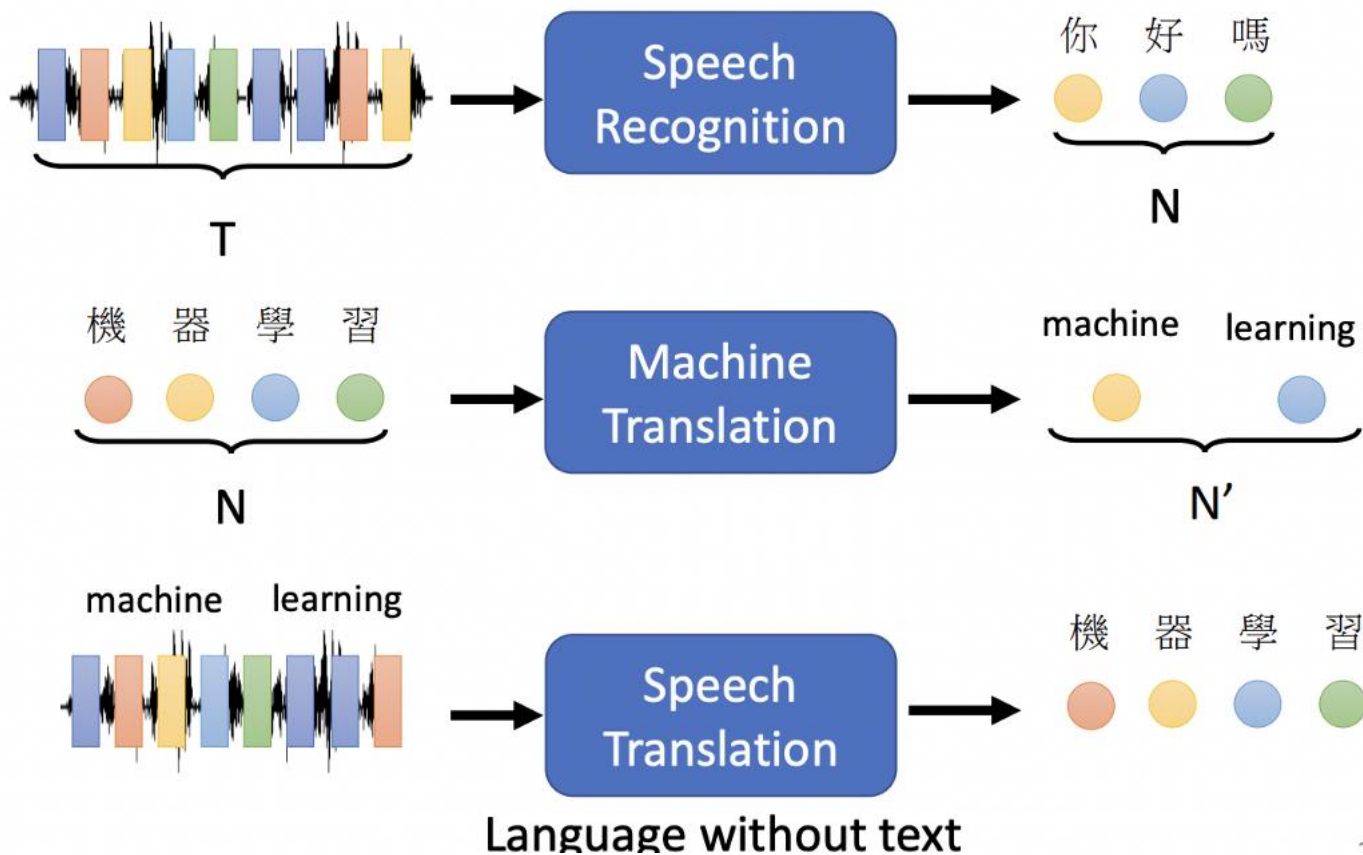 Speech
Recognition
你 好 嗎
T
N
機 器 學 習
Machine
Translation
machine learning
N
N’
machine learning
Speech
Translation
機 器 學 習
Language without text